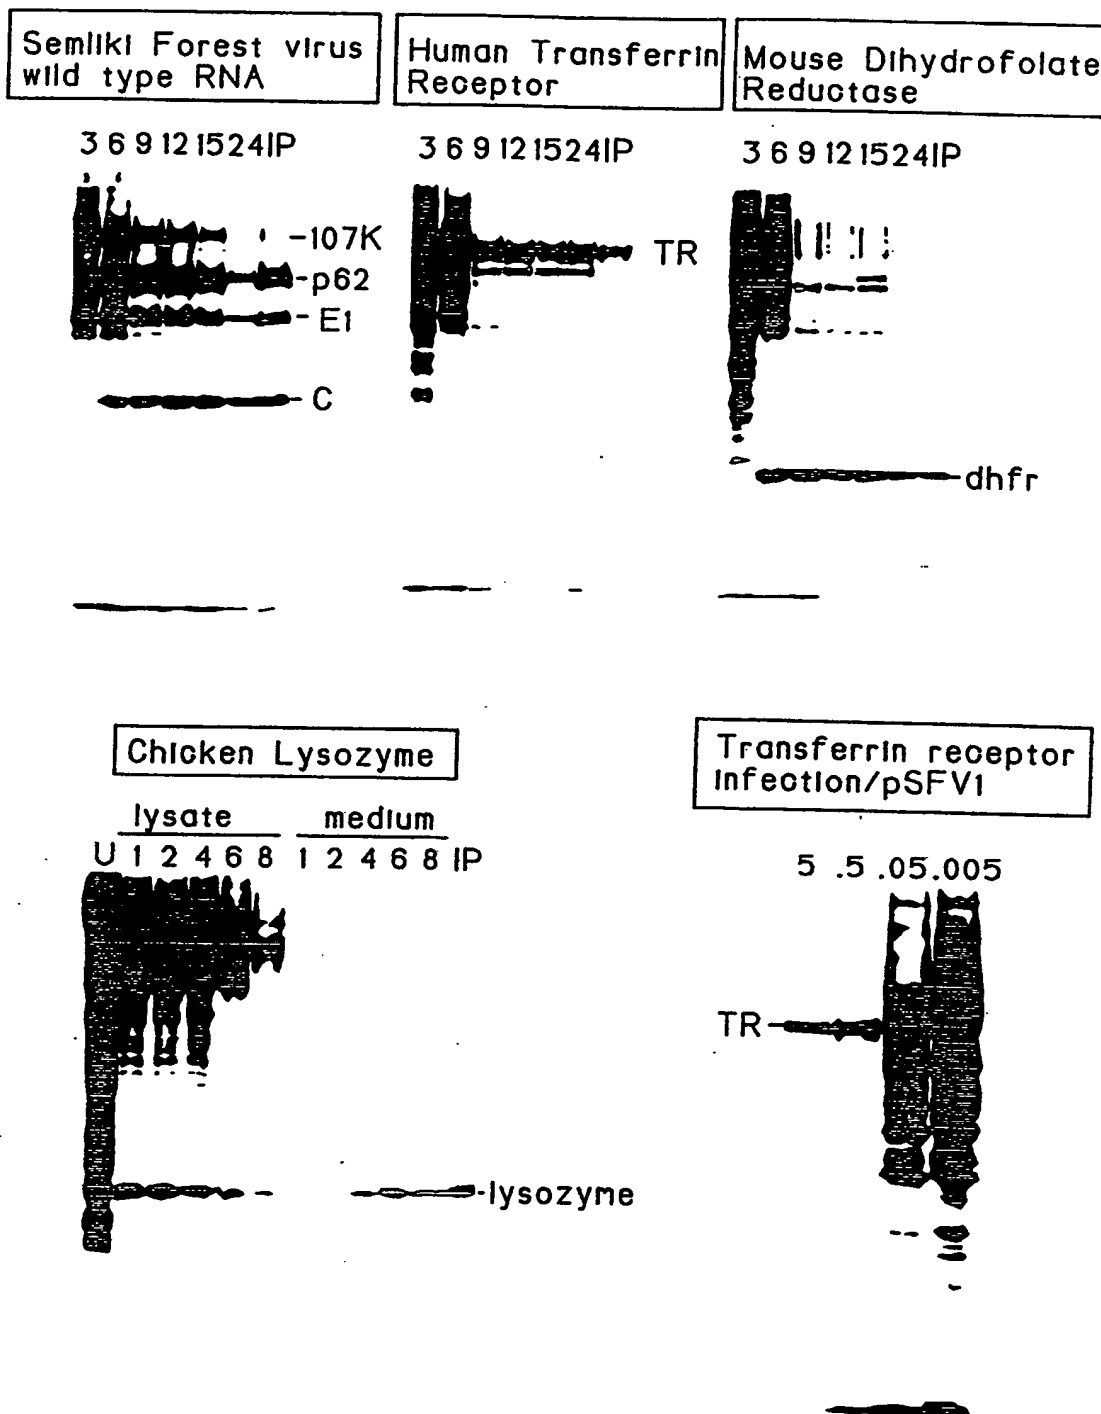 Semliki Forest virus
wild type RNA
Human Transferrin
Receptor
Mouse Dihydrofolate
Reductase
3 6 9 12 15 24 IP
3 6 9 12 15 24 IP
3 6 9 12 15 24 IP
-107K
-p62
-E1
C
TR
dhfr
Chicken Lysozyme
lysate medium
U 1 2 4 6 8 1 2 4 6 8 IP
-lysozyme
Transferrin receptor
Infection/pSFV1
5 .5 .05 .005
TR-